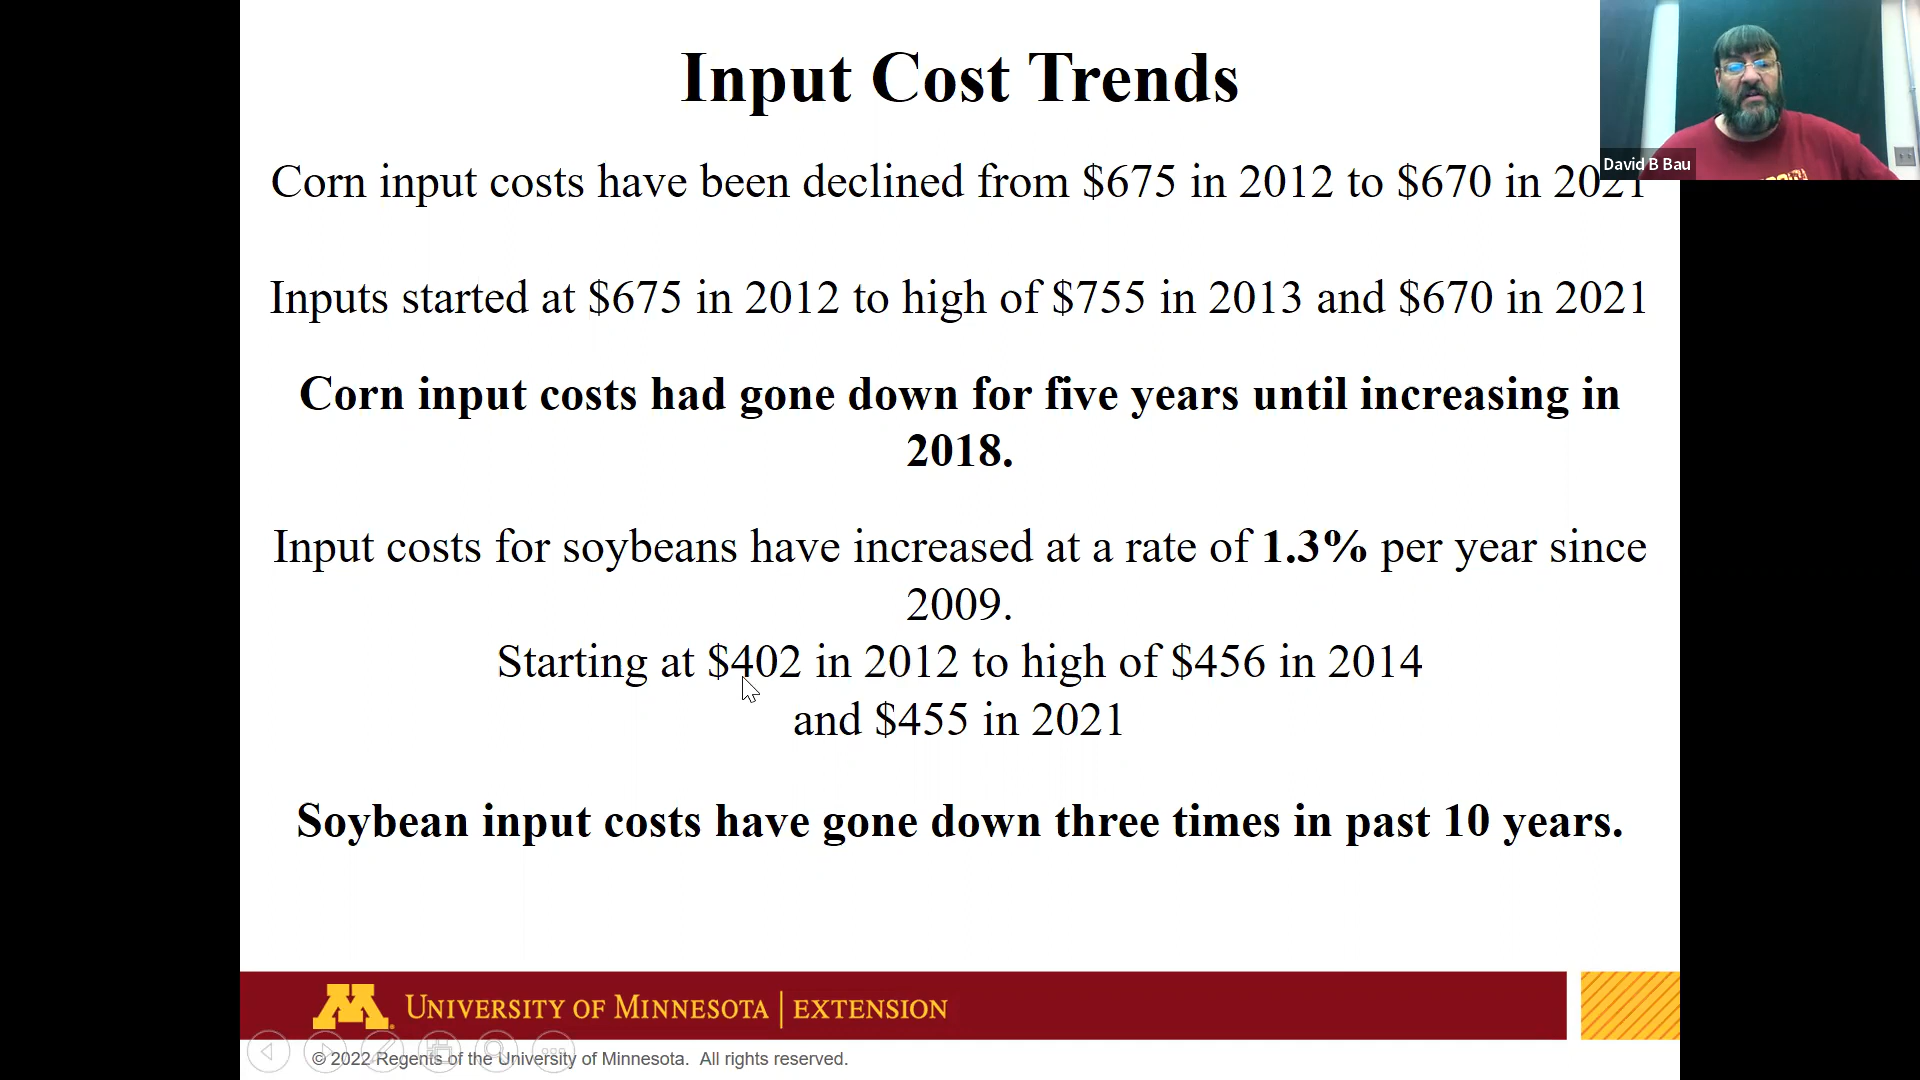 Input Cost Trends
David B Bau
Corn input costs have been declined from $675 in 2012 to $670 in 2021
Inputs started at $675 in 2012 to high of $755 in 2013 and $670 in 2021
Corn input costs had gone down for five years until increasing in
2018.
Input costs for soybeans have increased at a rate of 1.3% per year since
2009.
Starting at $402 in 2012 to high of $456 in 2014
and $455 in 2021
Soybean input costs have gone down three times in past 10 years.
M UNIVERSITY OF MINNESOTA | EXTENSION
© 2022 Regents of the University of Minnesota. All rights reserved.